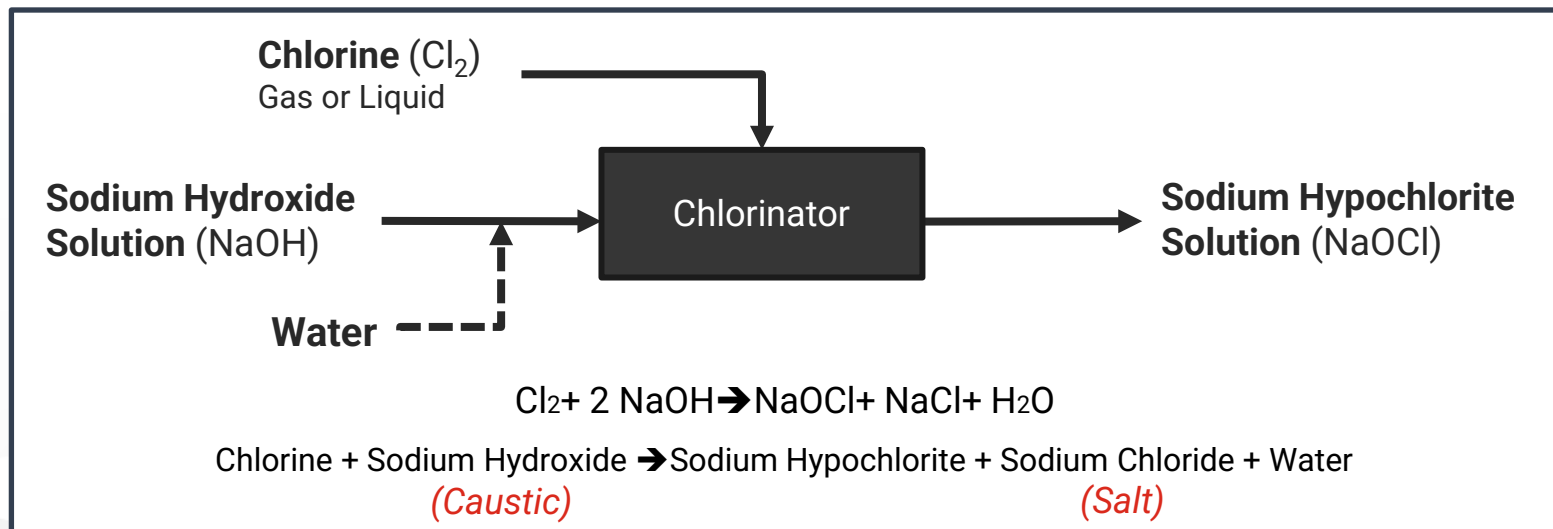 Chlorine (Cl₂)
Gas or Liquid
Sodium Hydroxide
Solution (NaOH)
Chlorinator
Sodium Hypochlorite
Solution (NaOCl)
Water
Cl2+ 2 NaOH➔NaOCl+ NaCl+ H2O
Chlorine + Sodium Hydroxide ➔Sodium Hypochlorite + Sodium Chloride + Water
(Caustic) (Salt)